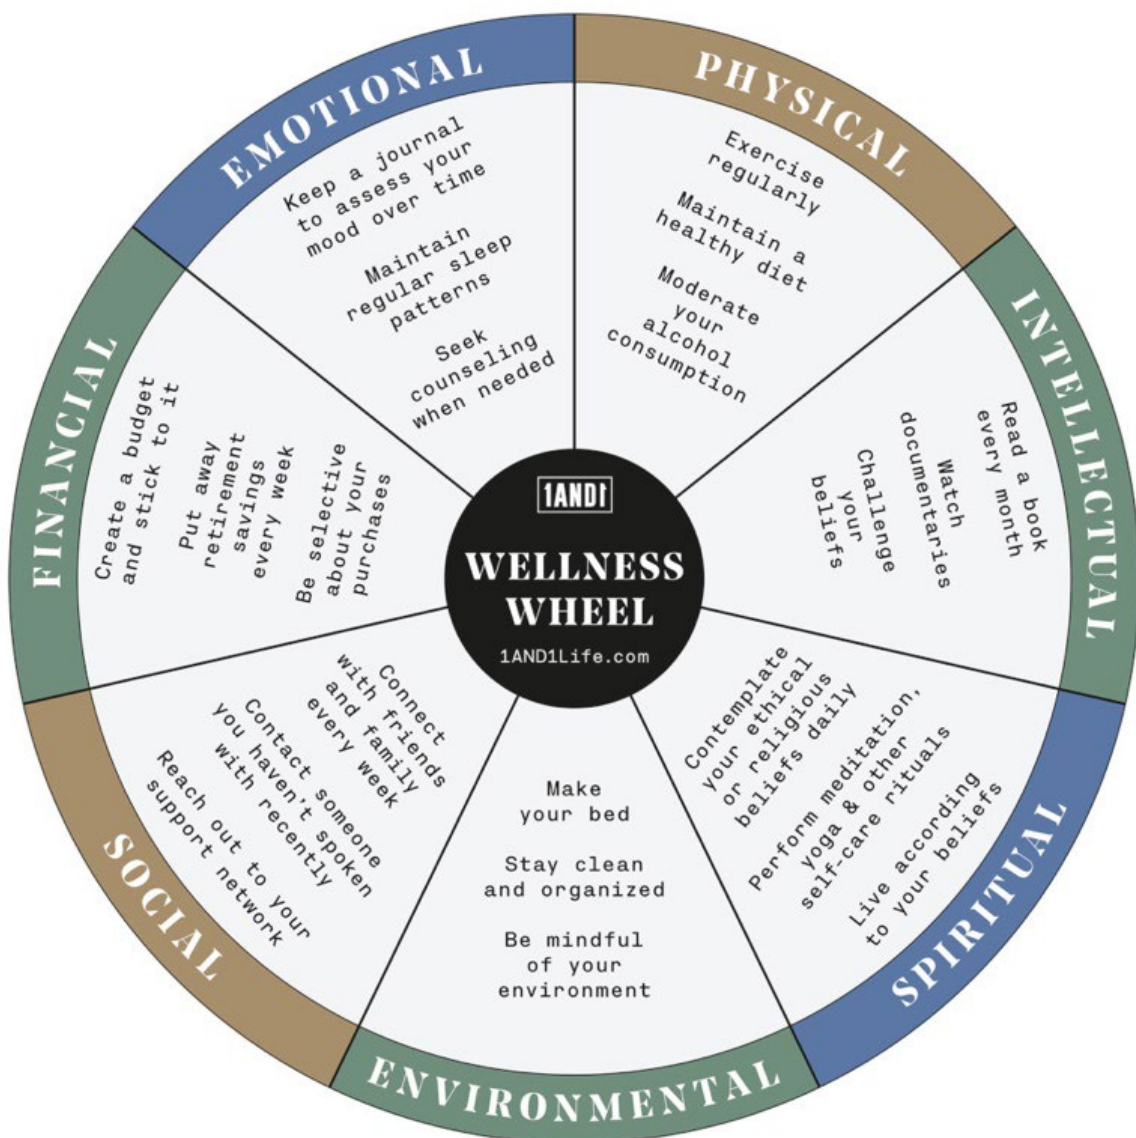 1AND1
WELLNESS
WHEEL
1AND1Life.com
PHYSICAL
Exercise
regularly
Maintain a
healthy diet
Moderate
your
alcohol
consumption
INTELLECTUAL
Read a book
every month
Watch
documentaries
Challenge
your
beliefs
SPIRITUAL
Contemplate
your ethical
or religious
beliefs daily
Perform meditation,
yoga & other
self-care rituals
Live according
to your beliefs
ENVIRONMENTAL
Make
your bed
Stay clean
and organized
Be mindful
of your
environment
SOCIAL
Connect
with friends
and family
every week
Contact someone
you haven't spoken
with recently
Reach out to your
support network
FINANCIAL
Create a budget
and stick to it
Put away
retirement
savings
every week
Be selective
about your
purchases
EMOTIONAL
Keep a journal
to assess your
mood over time
Maintain
regular sleep
patterns
Seek
counseling
when needed